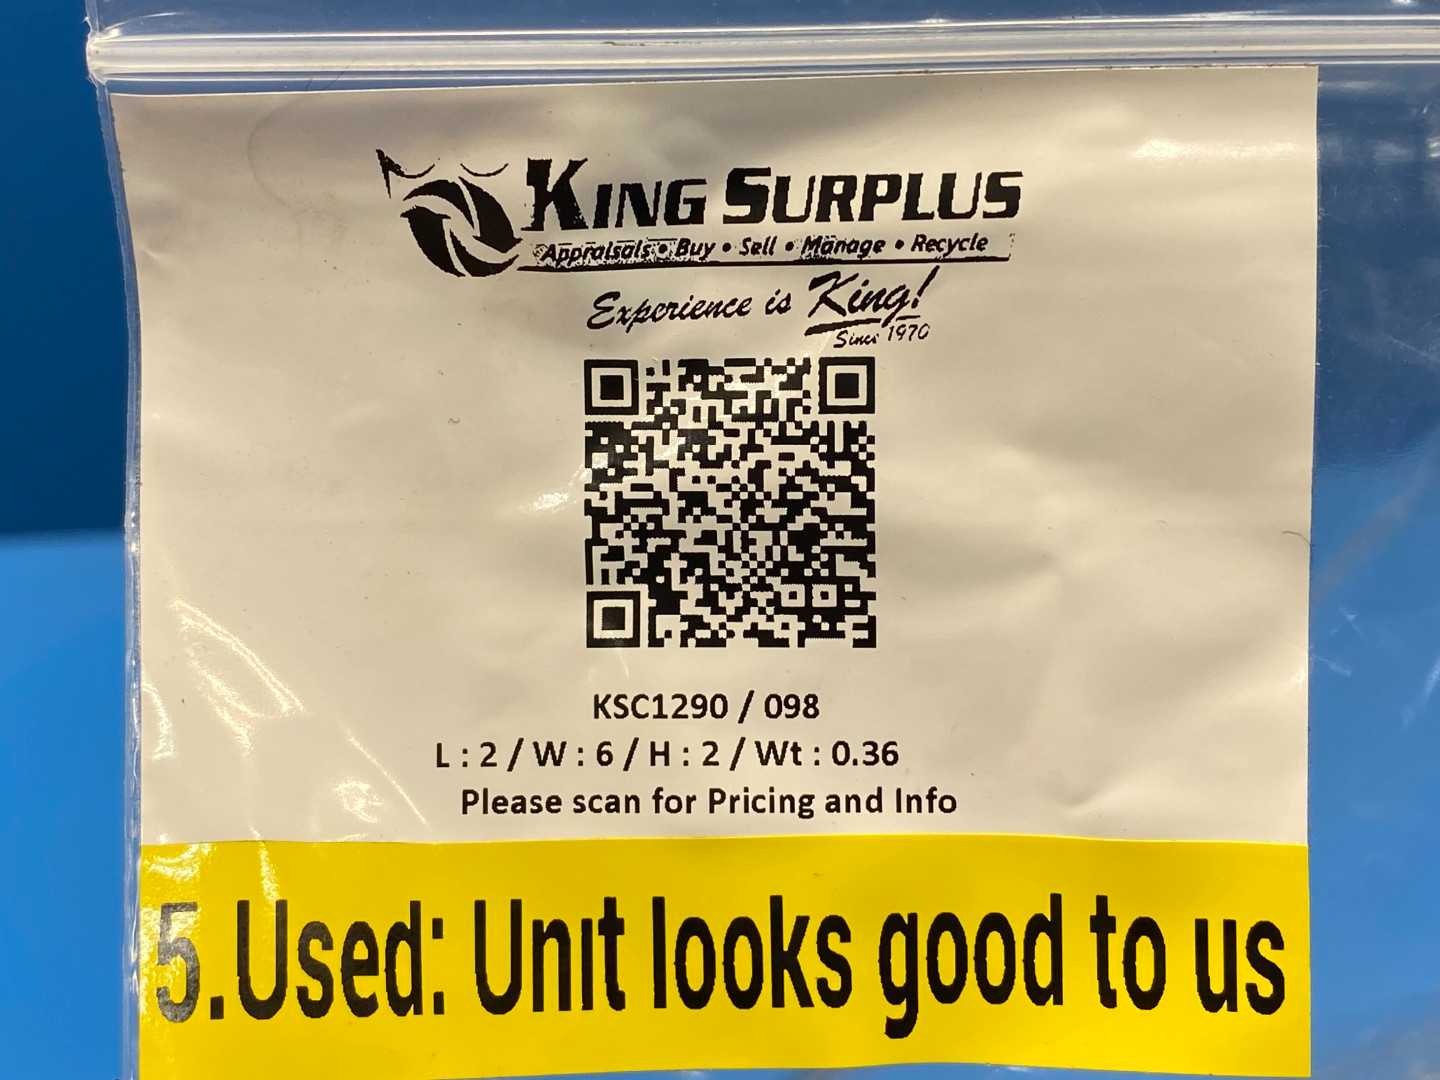 KING SURPLUS
Appraisals • Buy • Sell • Manage • Recycle
Experience is King!
Since 1970
KSC1290 / 098
L : 2 / W : 6 / H : 2 / Wt : 0.36
Please scan for Pricing and Info
5.Used: Unit looks good to us